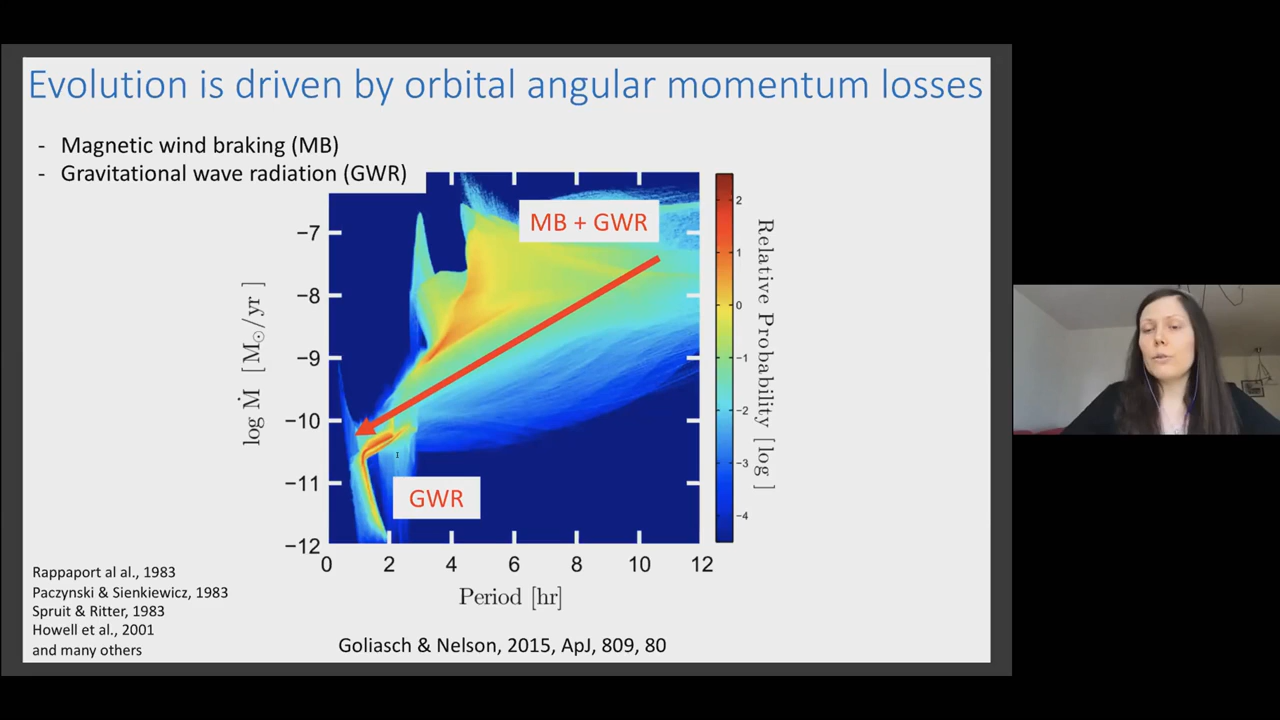 Evolution is driven by orbital angular momentum losses
- Magnetic wind braking (MB)
- Gravitational wave radiation (GWR)
MB + GWR
GWR
log Ṁ [M⊙/yr]
−7
−8
−9
−10
−11
−12
0 2 4 6 8 10 12
Period [hr]
2
1
0
−1
−2
−3
−4
Relative Probability [log]
Rappaport al al., 1983
Paczynski & Sienkiewicz, 1983
Spruit & Ritter, 1983
Howell et al., 2001
and many others
Goliasch & Nelson, 2015, ApJ, 809, 80